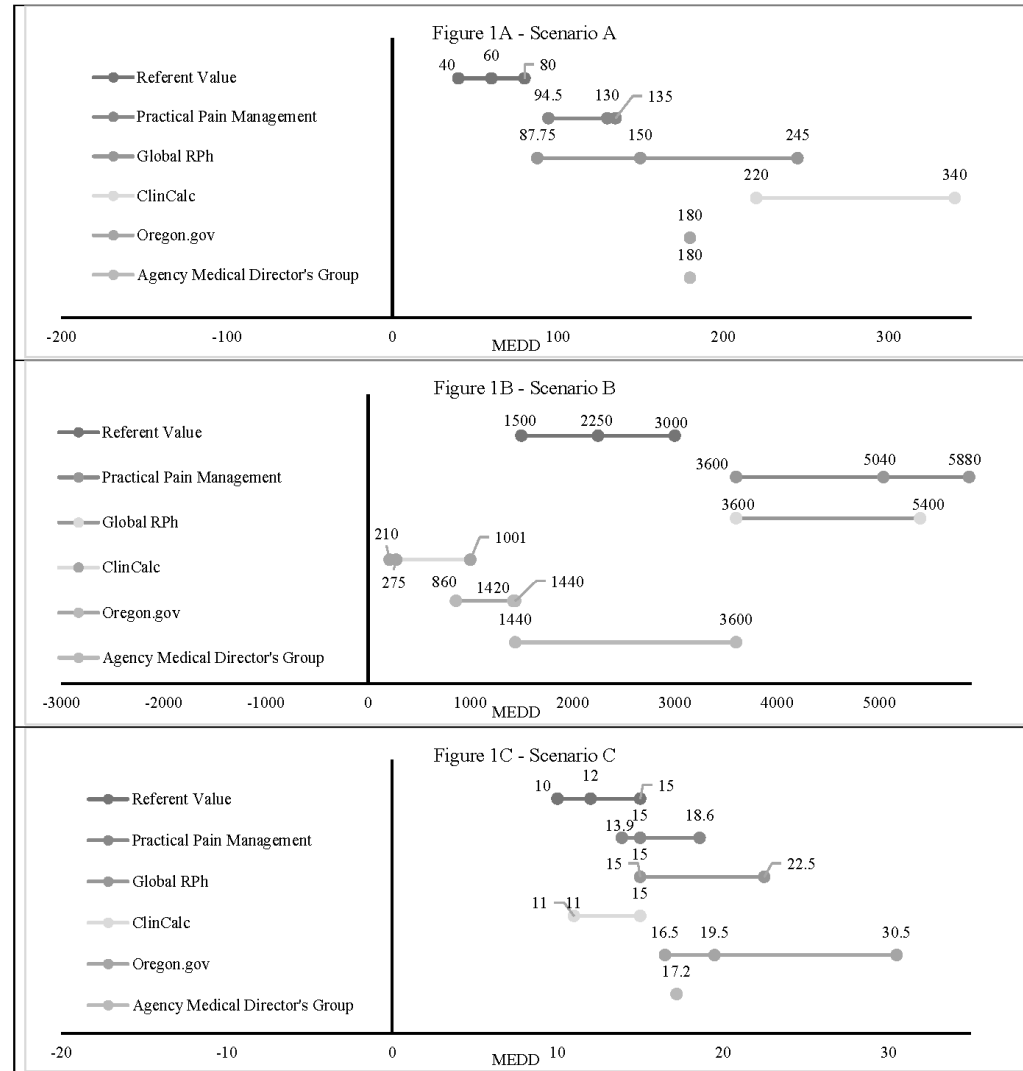 Figure 1A - Scenario A
40 60 80
Referent Value
94.5 130 135
Practical Pain Management
87.75 150 245
Global RPh
220 340
ClinCalc
180
Oregon.gov
180
Agency Medical Director's Group
-200 -100 0 100 200 300
MEDD
Figure 1B - Scenario B
1500 2250 3000
Referent Value
3600 5040 5880
Practical Pain Management
3600 5400
Global RPh
210 1001
ClinCalc
275 860 1420 1440
Oregon.gov
1440 3600
Agency Medical Director's Group
-3000 -2000 -1000 0 1000 2000 3000 4000 5000
MEDD
Figure 1C - Scenario C
10 12 15
Referent Value
13.9 15 18.6
Practical Pain Management
15 15 22.5
Global RPh
15
11 11
ClinCalc
16.5 19.5 30.5
Oregon.gov
17.2
Agency Medical Director's Group
-20 -10 0 10 20 30
MEDD